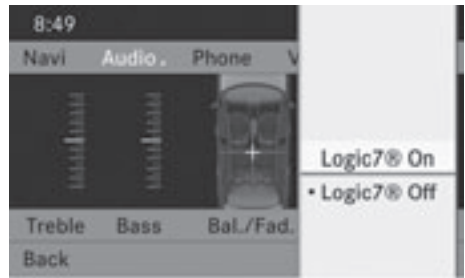 8:49
Navi Audio. Phone V
Logic7® On
• Logic7® Off
Treble Bass Bal./Fad.
Back